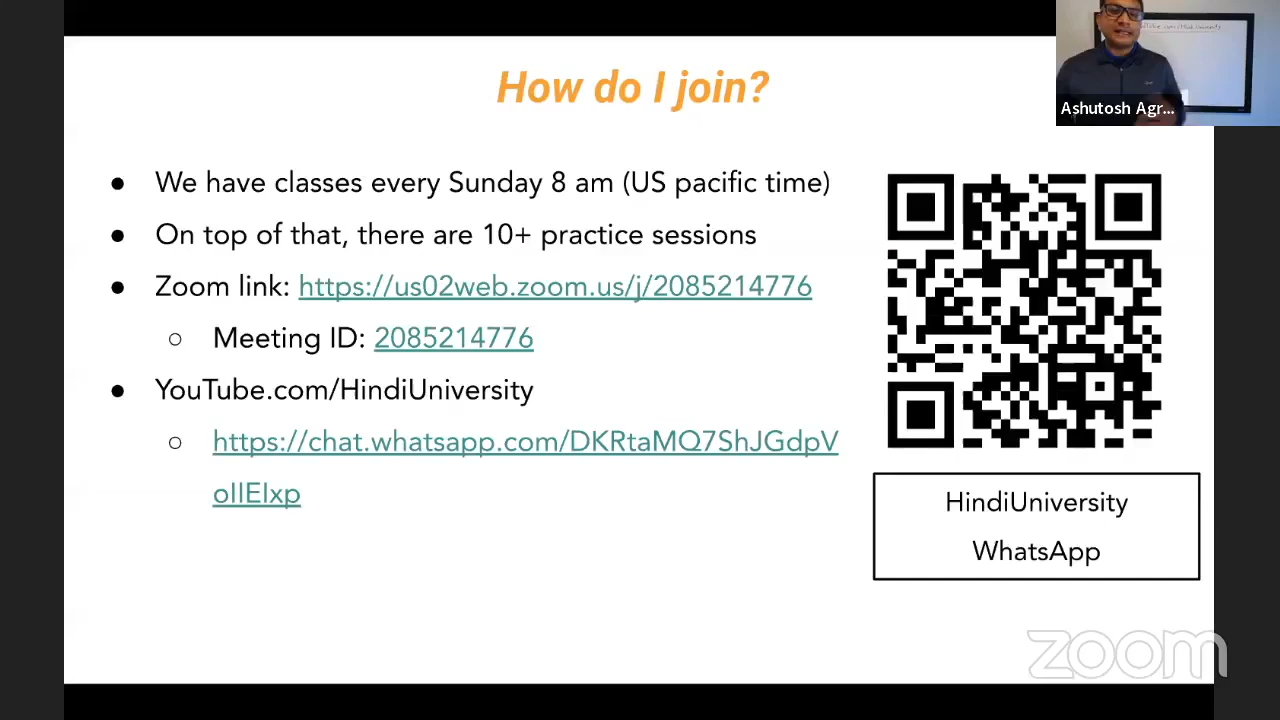 How do I join?
Ashutosh Agr...
● We have classes every Sunday 8 am (US pacific time)
● On top of that, there are 10+ practice sessions
● Zoom link: https://us02web.zoom.us/j/2085214776
○ Meeting ID: 2085214776
● YouTube.com/HindiUniversity
○ https://chat.whatsapp.com/DKRtaMQ7ShJGdpV
oIlEIxp
HindiUniversity
WhatsApp
zoom